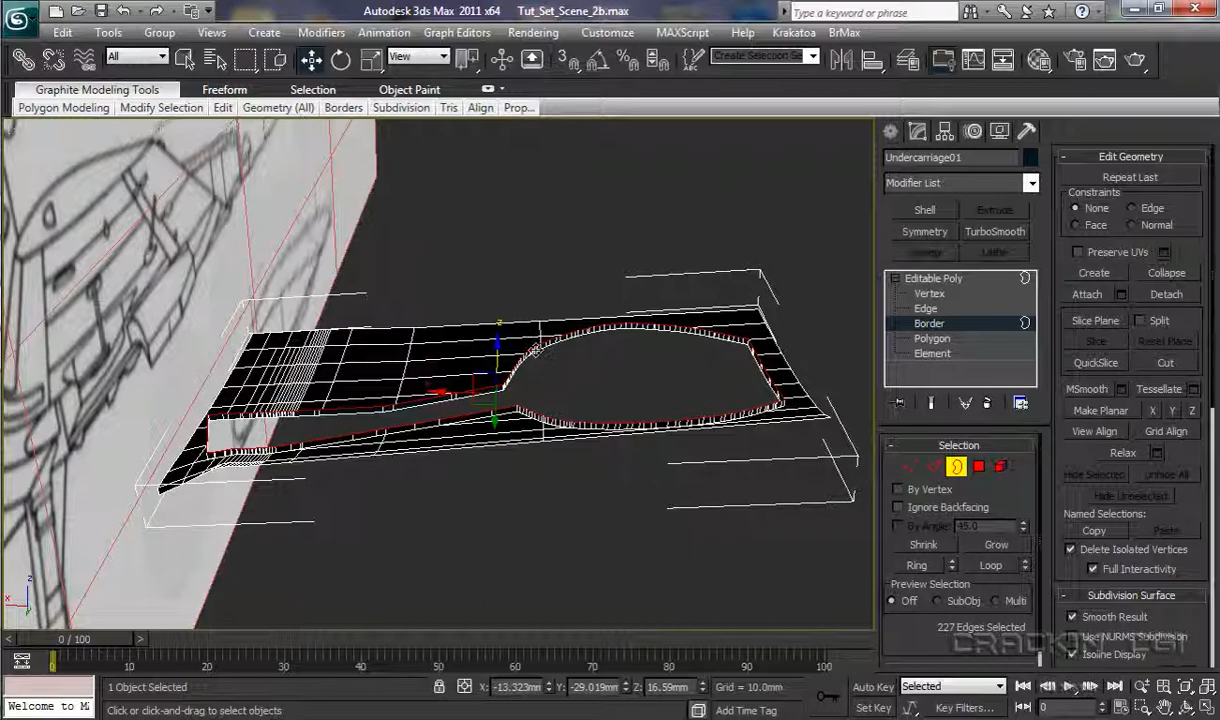 Autodesk 3ds Max 2011 x64 Tut_Set_Scene_2b.max
Type a keyword or phrase
Edit Tools Group Views Create Modifiers Animation Graph Editors Rendering Customize MAXScript Help Krakatoa BrMax
All View Create Selection Se
Graphite Modeling Tools Freeform Selection Object Paint
Polygon Modeling Modify Selection Edit Geometry (All) Borders Subdivision Tris Align Prop...
Undercarriage01
Modifier List
Shell Extrude
Symmetry TurboSmooth
Editable Poly
Vertex
Edge
Border
Polygon
Element
Selection
By Vertex
Ignore Backfacing
By Angle: 45.0
Shrink Grow
Ring Loop
Preview Selection
Off SubObj Multi
227 Edges Selected
Edit Geometry
Repeat Last
Constraints
None Edge
Face Normal
Preserve UVs
Create Collapse
Attach Detach
Slice Plane Split
Slice Reset Plane
QuickSlice Cut
MSmooth Tessellate
Make Planar X Y Z
View Align Grid Align
Relax
Hide Selected Unhide All
Hide Unselected
Named Selections:
Copy Paste
Delete Isolated Vertices
Full Interactivity
Subdivision Surface
Smooth Result
Use NURMS Subdivision
Isoline Display
z
x
z
0 / 100
0 10 20 30 40 50 60 70 80 90 100
1 Object Selected X: -13.323mm Y: -29.019mm Z: 16.59mm Grid = 10.0mm Auto Key Selected
Welcome to M Click or click-and-drag to select objects Add Time Tag Set Key Key Filters... 0